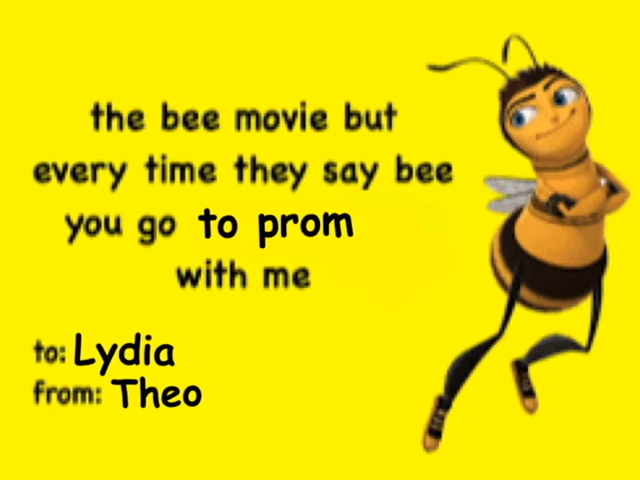 the bee movie but
every time they say bee
you go to prom
with me
to: Lydia
from: Theo